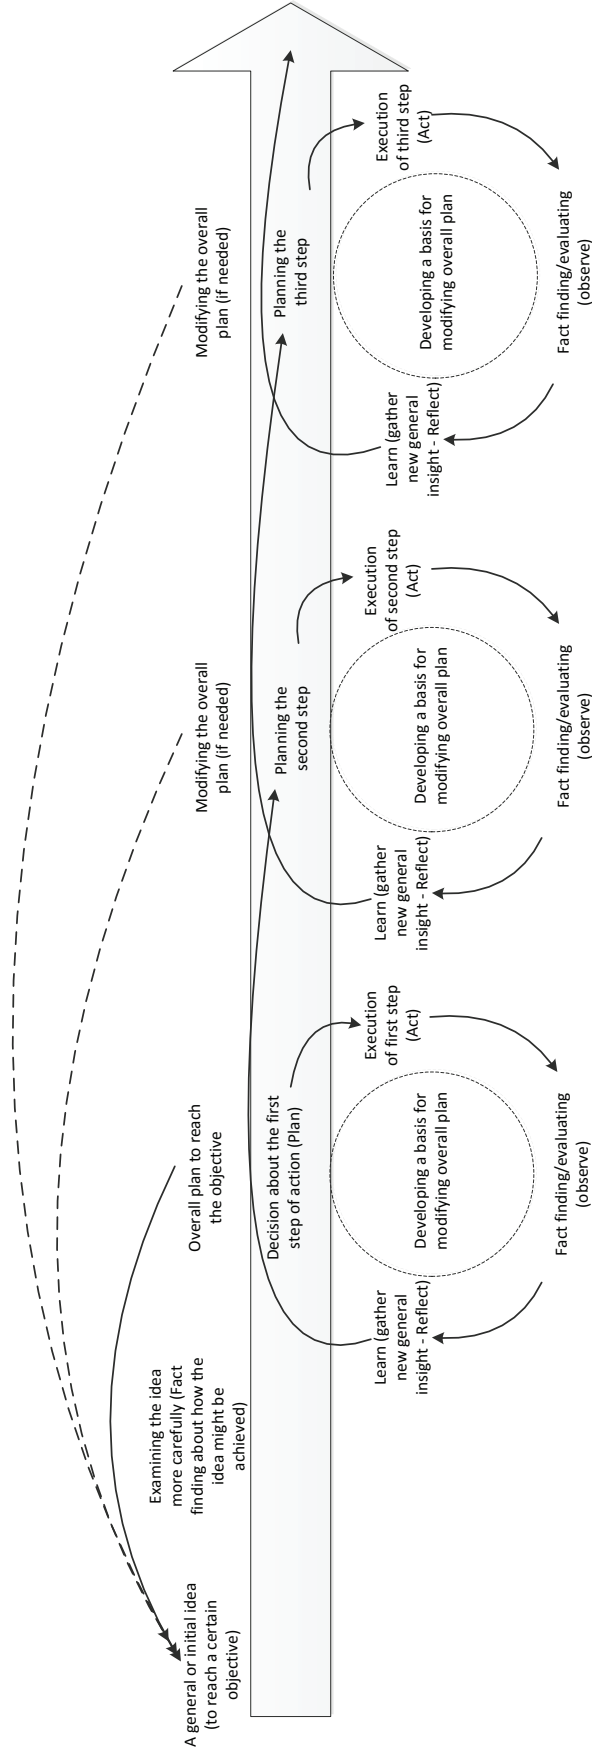 A general or initial idea
(to reach a certain
objective)
Examining the idea
more carefully (Fact
finding about how the
idea might be
achieved)
Overall plan to reach
the objective
Modifying the overall
plan (if needed)
Modifying the overall
plan (if needed)
Decision about the first
step of action (Plan)
Planning the
second step
Planning the
third step
Learn (gather
new general
insight - Reflect)
Developing a basis for
modifying overall plan
Execution
of first step
(Act)
Fact finding/evaluating
(observe)
Learn (gather
new general
insight - Reflect)
Developing a basis for
modifying overall plan
Execution
of second step
(Act)
Fact finding/evaluating
(observe)
Learn (gather
new general
insight - Reflect)
Developing a basis for
modifying overall plan
Execution
of third step
(Act)
Fact finding/evaluating
(observe)